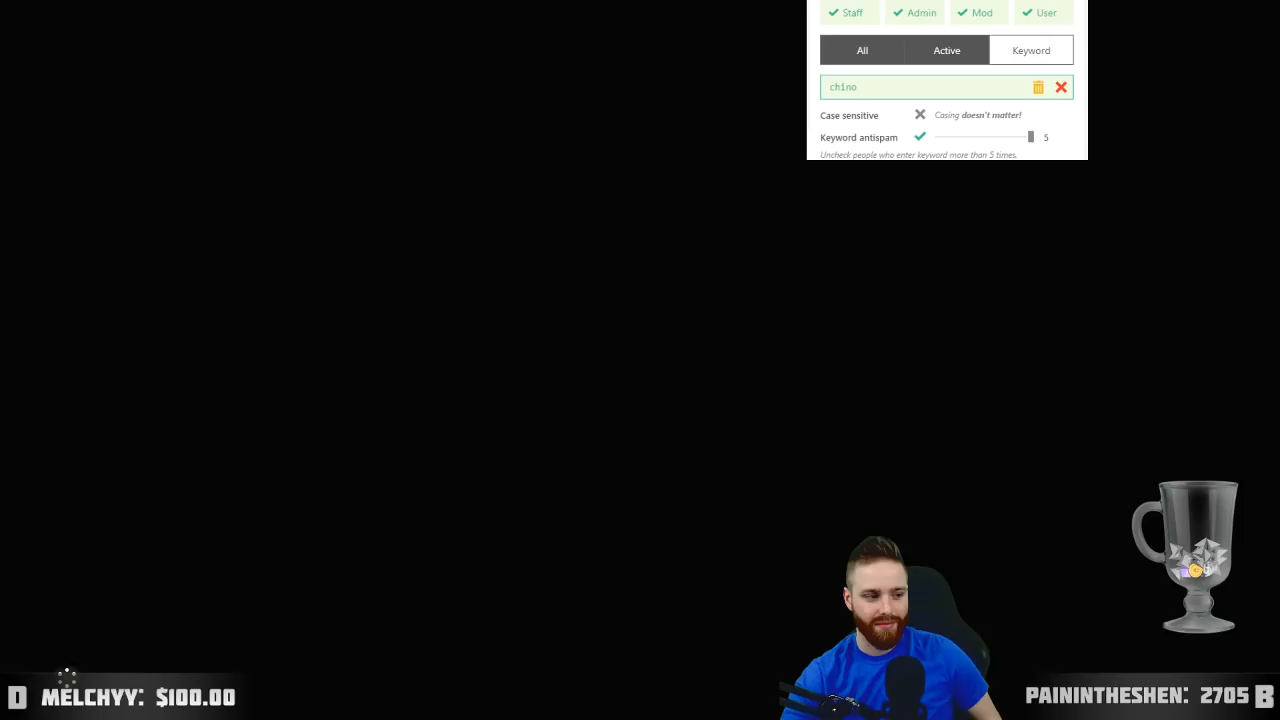 Staff Admin Mod User
All Active Keyword
chino
Case sensitive Casing doesn't matter!
Keyword antispam 5
Uncheck people who enter keyword more than 5 times.
D MELCHYY: $100.00
PAININTHESHEN: 2705 B